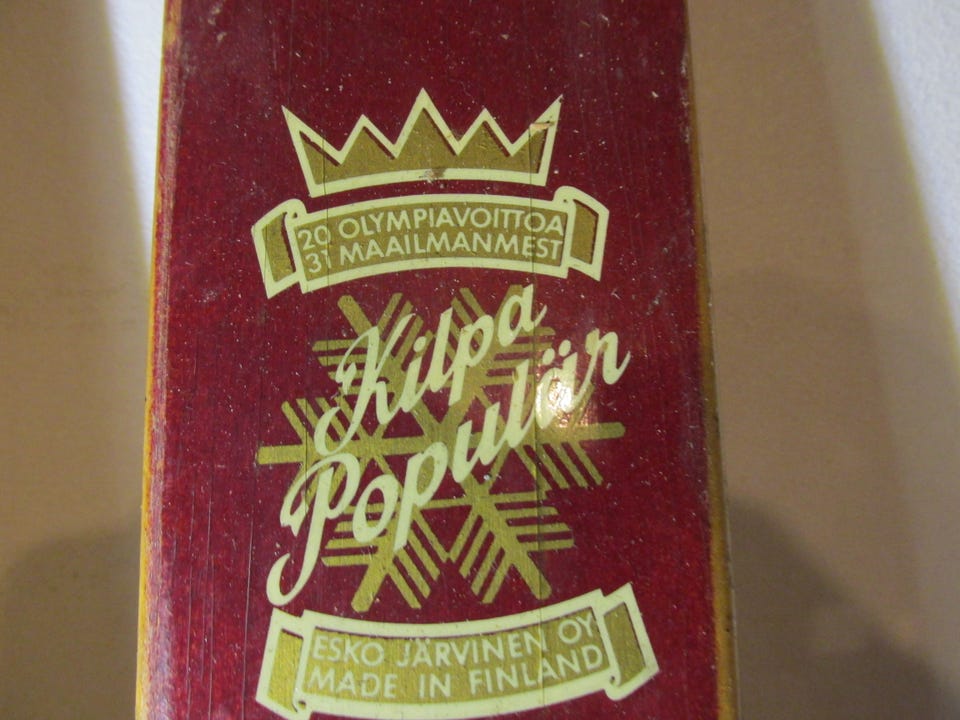 20 OLYMPIAVOITTOA
31 MAAILMANMEST
Kilpa
Populär
ESKO JÄRVINEN OY
MADE IN FINLAND